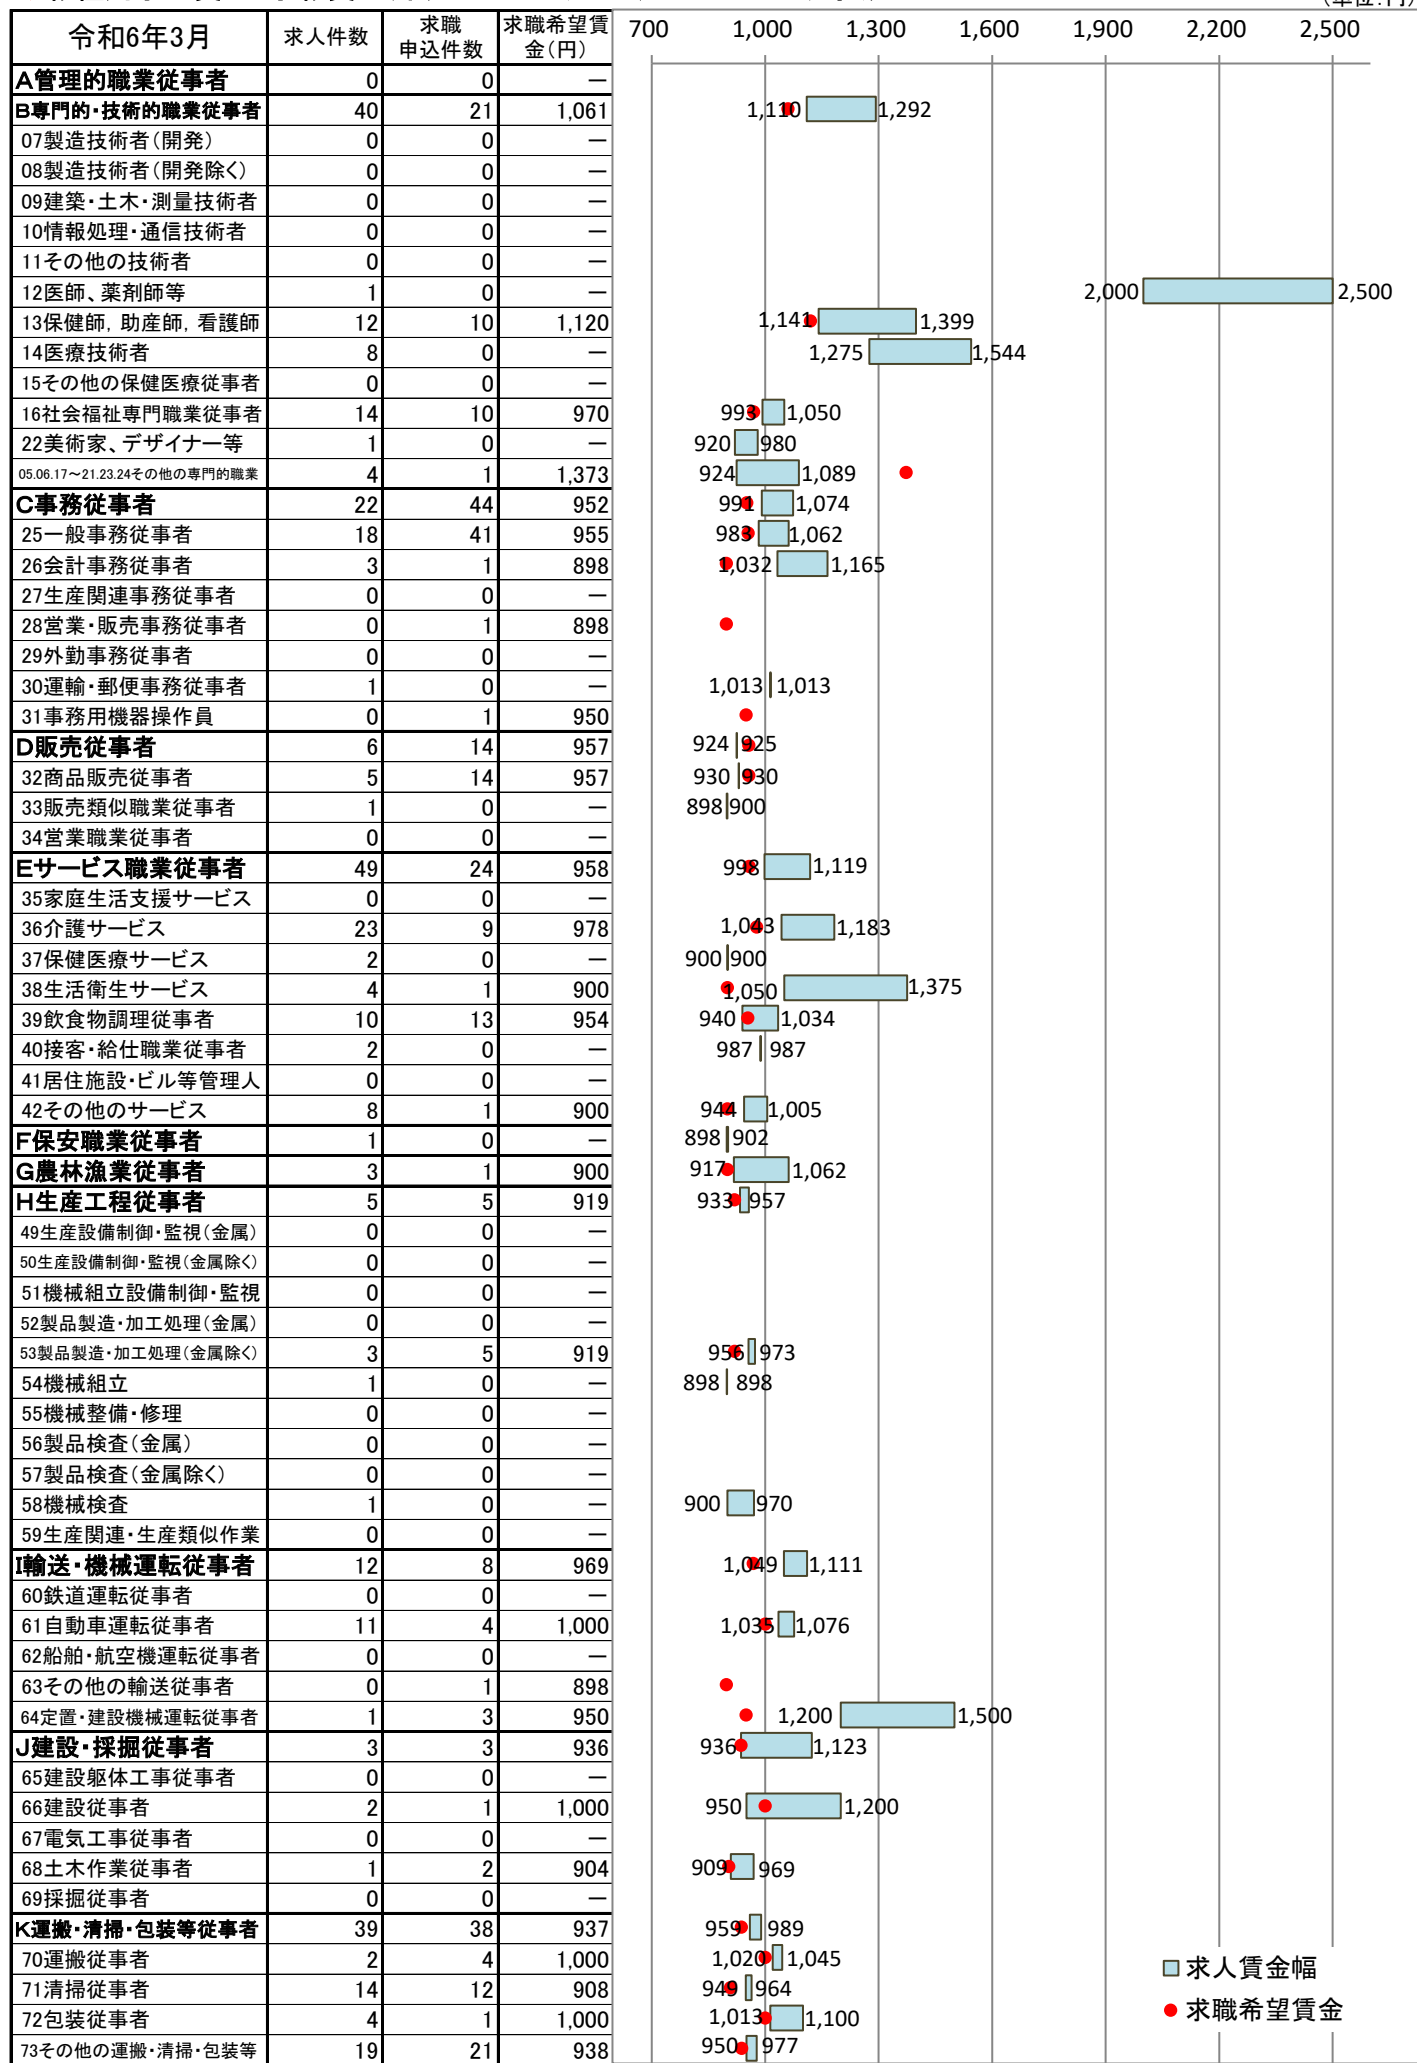 (単位:円)
令和6年3月 求人件数 求職申込件数 求職希望賃金(円) 700 1,000 1,300 1,600 1,900 2,200 2,500
A管理的職業従事者 0 0 ―
B専門的・技術的職業従事者 40 21 1,061 1,110 1,292
07製造技術者(開発) 0 0 ―
08製造技術者(開発除く) 0 0 ―
09建築・土木・測量技術者 0 0 ―
10情報処理・通信技術者 0 0 ―
11その他の技術者 0 0 ―
12医師、薬剤師等 1 0 ― 2,000 2,500
13保健師, 助産師, 看護師 12 10 1,120 1,141 1,399
14医療技術者 8 0 ― 1,275 1,544
15その他の保健医療従事者 0 0 ―
16社会福祉専門職業従事者 14 10 970 993 1,050
22美術家、デザイナー等 1 0 ― 920 980
05.06.17～21.23.24その他の専門的職業 4 1 1,373 924 1,089
C事務従事者 22 44 952 991 1,074
25一般事務従事者 18 41 955 983 1,062
26会計事務従事者 3 1 898 1,032 1,165
27生産関連事務従事者 0 0 ―
28営業・販売事務従事者 0 1 898
29外勤事務従事者 0 0 ―
30運輸・郵便事務従事者 1 0 ― 1,013 1,013
31事務用機器操作員 0 1 950
D販売従事者 6 14 957 924 925
32商品販売従事者 5 14 957 930 930
33販売類似職業従事者 1 0 ― 898 900
34営業職業従事者 0 0 ―
Eサービス職業従事者 49 24 958 998 1,119
35家庭生活支援サービス 0 0 ―
36介護サービス 23 9 978 1,043 1,183
37保健医療サービス 2 0 ― 900 900
38生活衛生サービス 4 1 900 1,050 1,375
39飲食物調理従事者 10 13 954 940 1,034
40接客・給仕職業従事者 2 0 ― 987 987
41居住施設・ビル等管理人 0 0 ―
42その他のサービス 8 1 900 944 1,005
F保安職業従事者 1 0 ― 898 902
G農林漁業従事者 3 1 900 917 1,062
H生産工程従事者 5 5 919 933 957
49生産設備制御・監視(金属) 0 0 ―
50生産設備制御・監視(金属除く) 0 0 ―
51機械組立設備制御・監視 0 0 ―
52製品製造・加工処理(金属) 0 0 ―
53製品製造・加工処理(金属除く) 3 5 919 956 973
54機械組立 1 0 ― 898 898
55機械整備・修理 0 0 ―
56製品検査(金属) 0 0 ―
57製品検査(金属除く) 0 0 ―
58機械検査 1 0 ― 900 970
59生産関連・生産類似作業 0 0 ―
I輸送・機械運転従事者 12 8 969 1,049 1,111
60鉄道運転従事者 0 0 ―
61自動車運転従事者 11 4 1,000 1,035 1,076
62船舶・航空機運転従事者 0 0 ―
63その他の輸送従事者 0 1 898
64定置・建設機械運転従事者 1 3 950 1,200 1,500
J建設・採掘従事者 3 3 936 936 1,123
65建設躯体工事従事者 0 0 ―
66建設従事者 2 1 1,000 950 1,200
67電気工事従事者 0 0 ―
68土木作業従事者 1 2 904 909 969
69採掘従事者 0 0 ―
K運搬・清掃・包装等従事者 39 38 937 959 989
70運搬従事者 2 4 1,000 1,020 1,045
71清掃従事者 14 12 908 949 964
72包装従事者 4 1 1,000 1,013 1,100
73その他の運搬・清掃・包装等 19 21 938 950 977
求人賃金幅
求職希望賃金